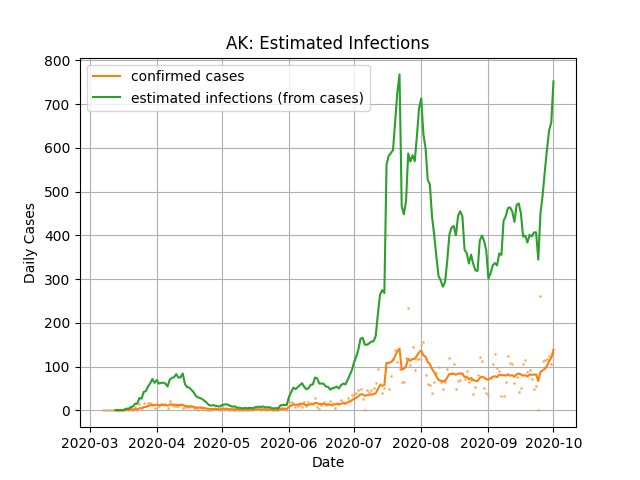 AK: Estimated Infections
confirmed cases
estimated infections (from cases)
Daily Cases
800
700
600
500
400
300
200
100
0
2020-03 2020-04 2020-05 2020-06 2020-07 2020-08 2020-09 2020-10
Date